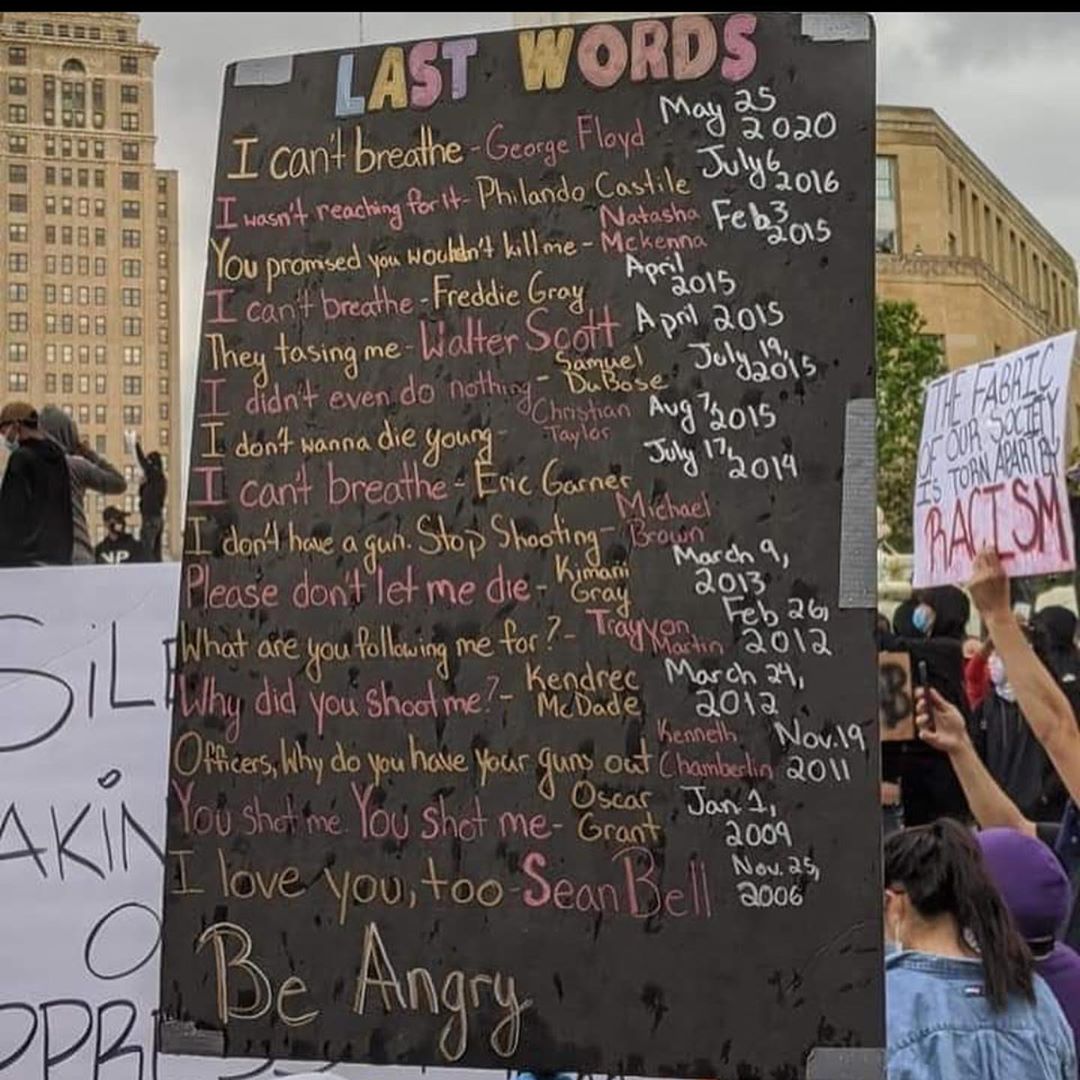 LAST WORDS
I can't breathe - George Floyd May 25 2020
I wasn't reaching for it - Philando Castile July 6, 2016
You promised you wouldn't kill me - Natasha Mckenna Feb 3, 2015
I can't breathe - Freddie Gray April 2015
They tasing me - Walter Scott April 2015
I didn't even do nothing - Samuel DuBose July 19, 2015
I don't wanna die young - Christian Taylor Aug 7, 2015
I can't breathe - Eric Garner July 17, 2014
I don't have a gun. Stop Shooting - Michael Brown
Please don't let me die - Kimani Gray March 9, 2013
What are you following me for? - Trayvon Martin Feb 26, 2012
Why did you shoot me? - Kendrec McDade March 24, 2012
Officers, Why do you have your guns out Kenneth Chamberlin Nov. 19 2011
You shot me. You shot me - Oscar Grant Jan. 1, 2009
I love you, too - Sean Bell Nov. 25, 2006
Be Angry
THE FABRIC
OF OUR SOCIETY
IS TORN APART BY
RACISM
SiL
AKiN
O
PPRESS